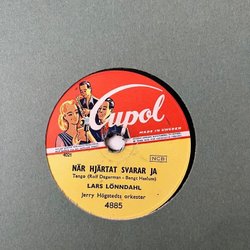 Cupol
MADE IN SWEDEN
NCB
NÄR HJÄRTAT SVARAR JA
Tango (Rolf Degerman - Bengt Haslum)
LARS LÖNNDAHL
Jerry Högstedts orkester
4885